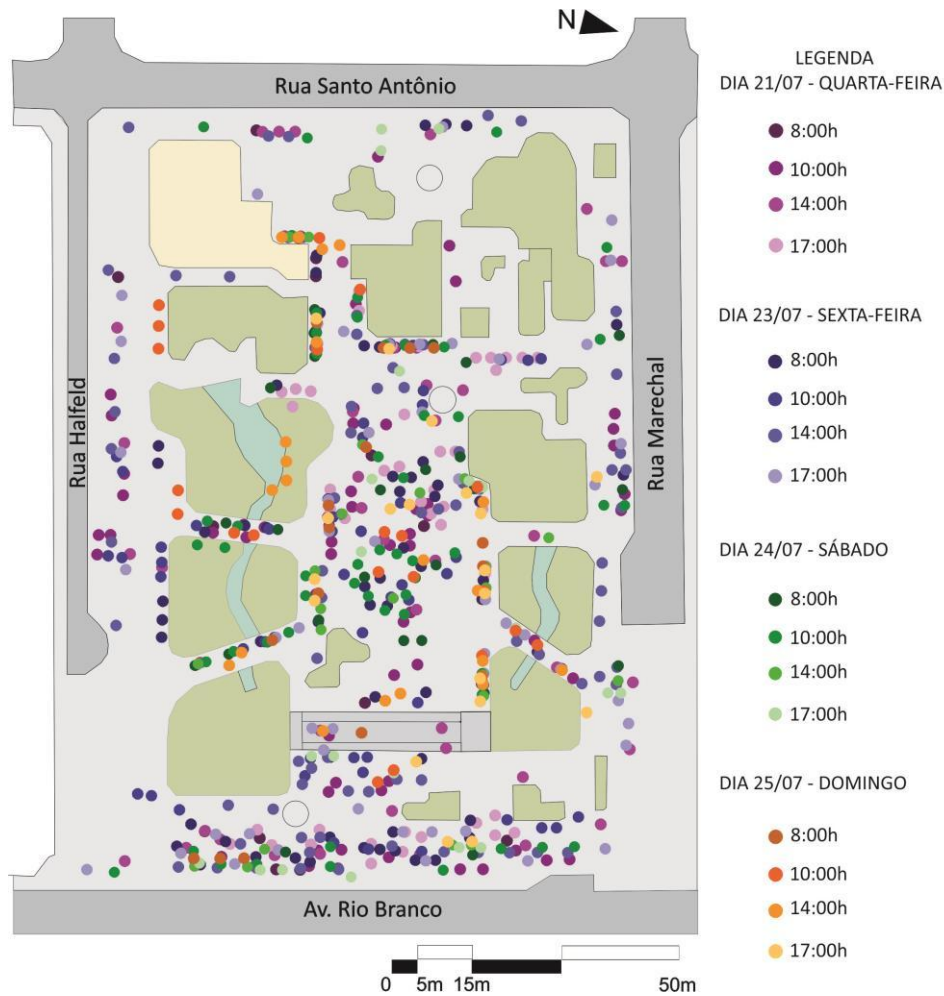 N
Rua Santo Antônio
Rua Halfeld
Rua Marechal
Av. Rio Branco
0 5m 15m 50m
LEGENDA
DIA 21/07 - QUARTA-FEIRA
8:00h
10:00h
14:00h
17:00h
DIA 23/07 - SEXTA-FEIRA
8:00h
10:00h
14:00h
17:00h
DIA 24/07 - SÁBADO
8:00h
10:00h
14:00h
17:00h
DIA 25/07 - DOMINGO
8:00h
10:00h
14:00h
17:00h